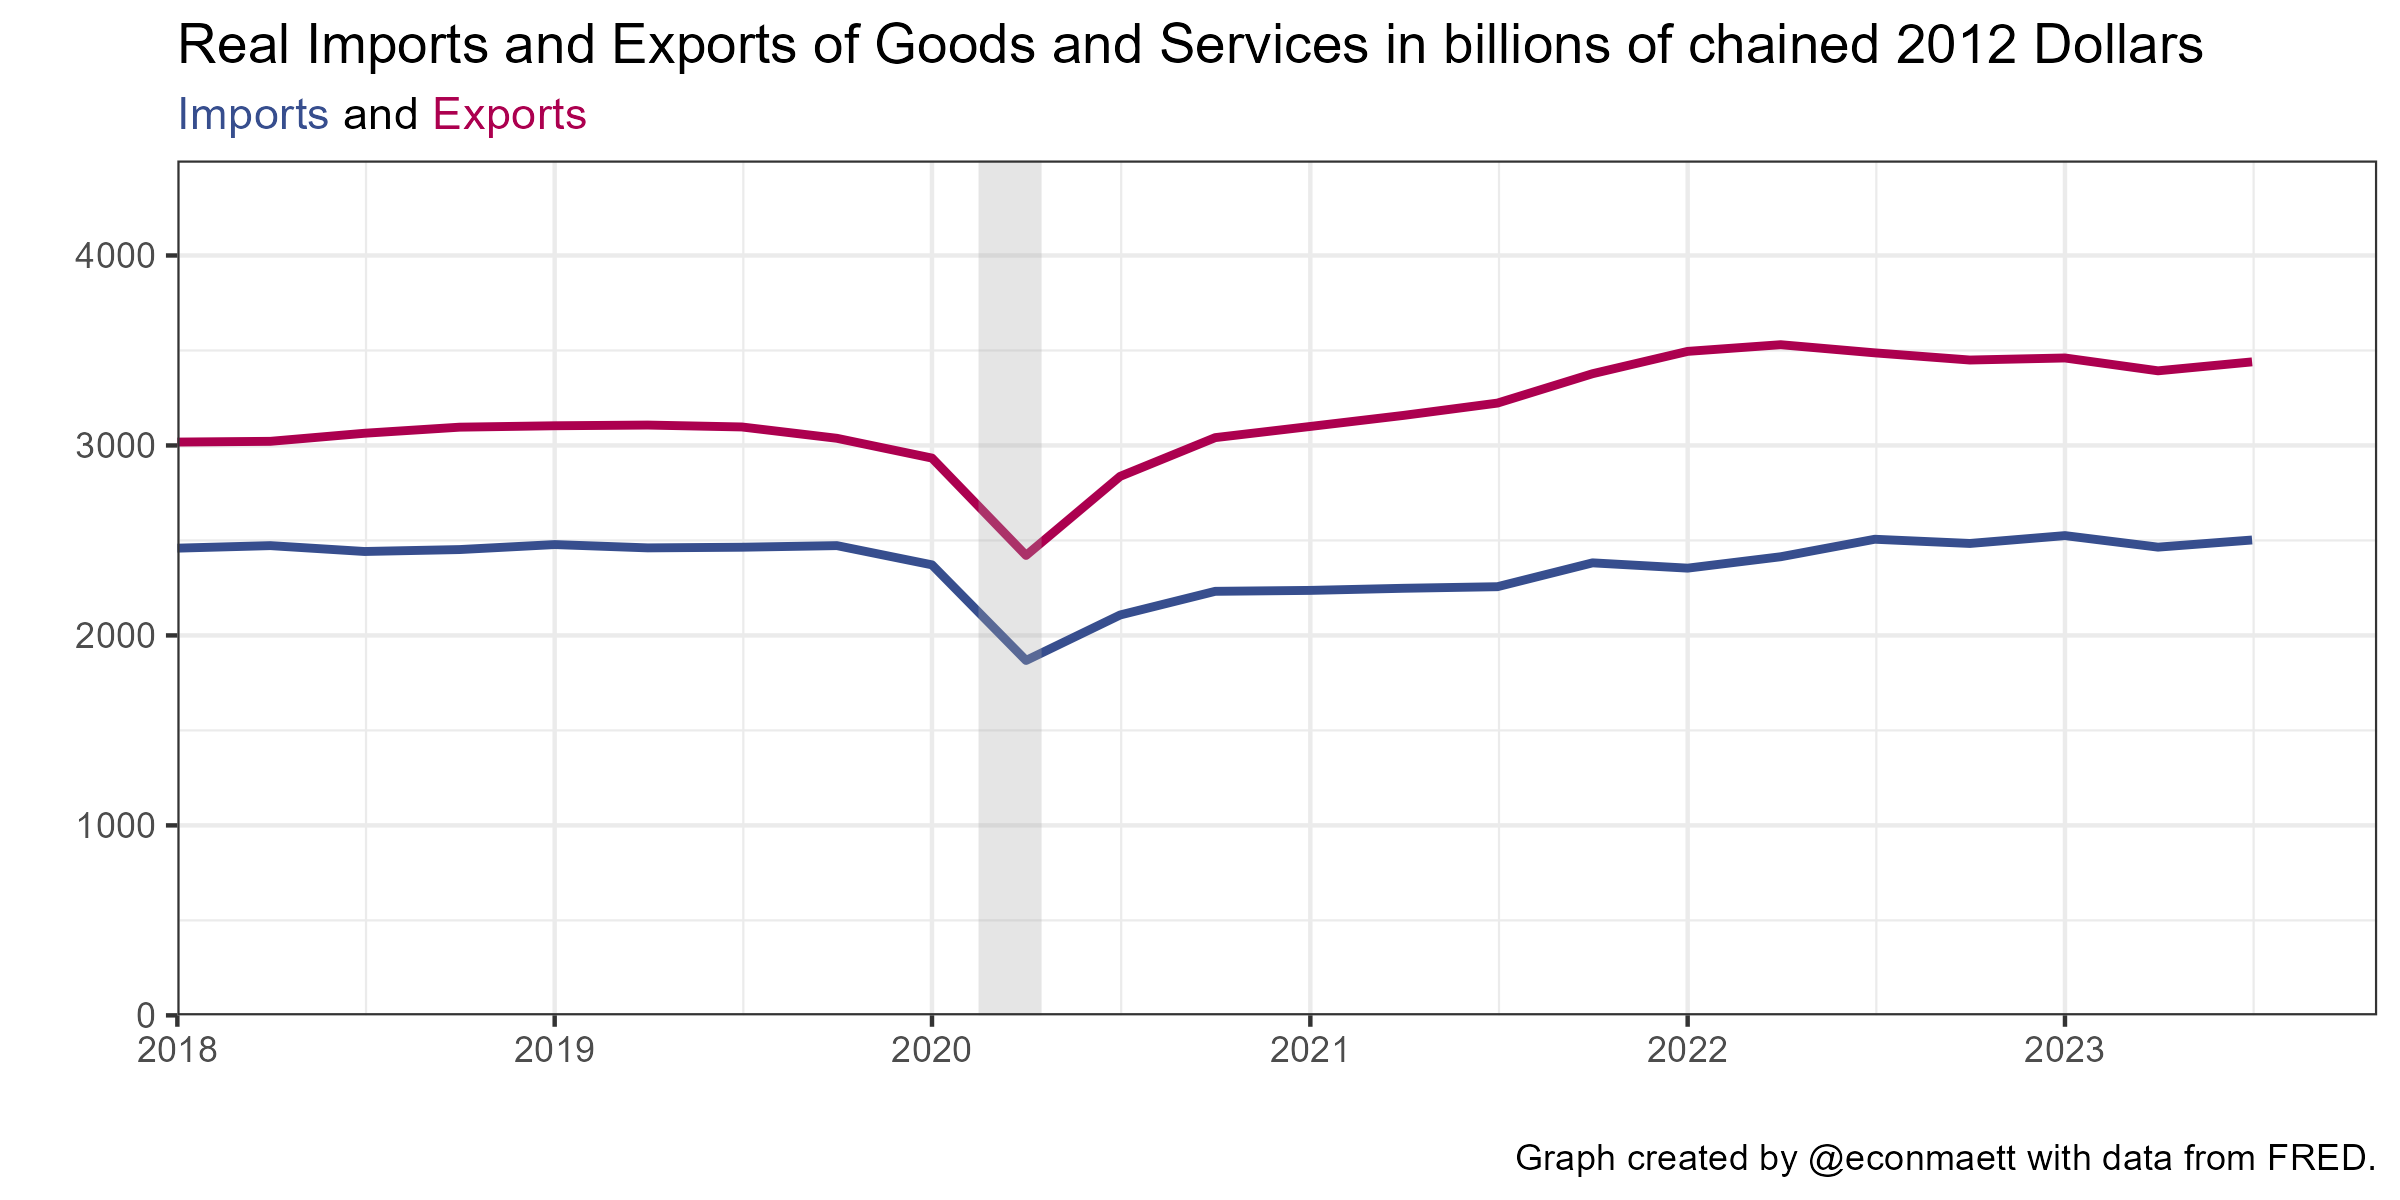 Real Imports and Exports of Goods and Services in billions of chained 2012 Dollars
Imports and Exports
4000
3000
2000
1000
0
2018 2019 2020 2021 2022 2023
Graph created by @econmaett with data from FRED.